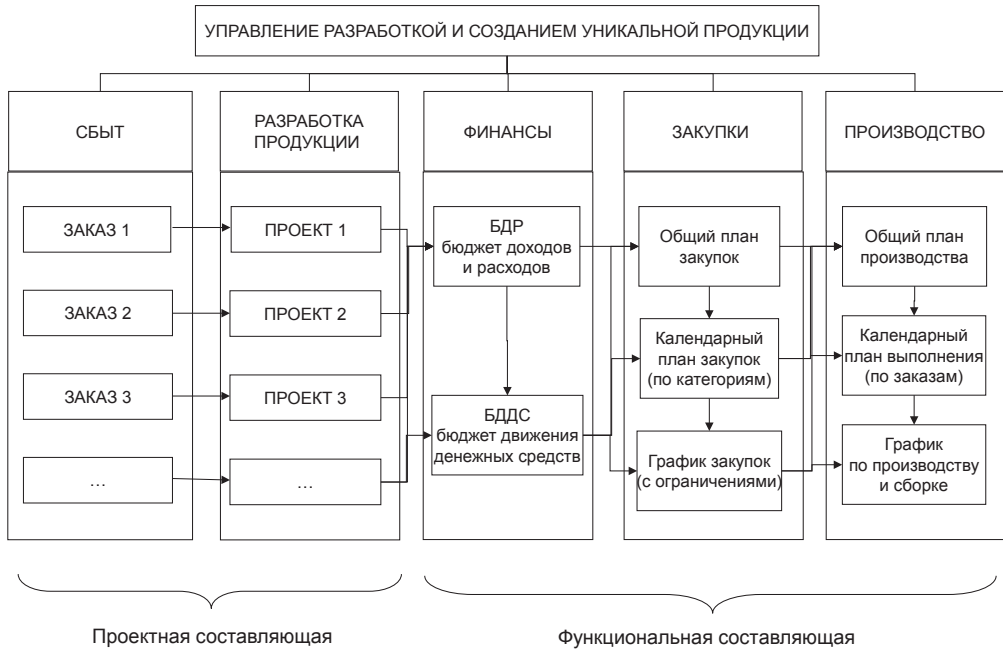 УПРАВЛЕНИЕ РАЗРАБОТКОЙ И СОЗДАНИЕМ УНИКАЛЬНОЙ ПРОДУКЦИИ
СБЫТ
РАЗРАБОТКА
ПРОДУКЦИИ
ФИНАНСЫ
ЗАКУПКИ
ПРОИЗВОДСТВО
ЗАКАЗ 1
ЗАКАЗ 2
ЗАКАЗ 3
...
ПРОЕКТ 1
ПРОЕКТ 2
ПРОЕКТ 3
...
БДР
бюджет доходов
и расходов
БДДС
бюджет движения
денежных средств
Общий план
закупок
Календарный
план закупок
(по категориям)
График закупок
(с ограничениями)
Общий план
производства
Календарный
план выполнения
(по заказам)
График
по производству
и сборке
Проектная составляющая
Функциональная составляющая